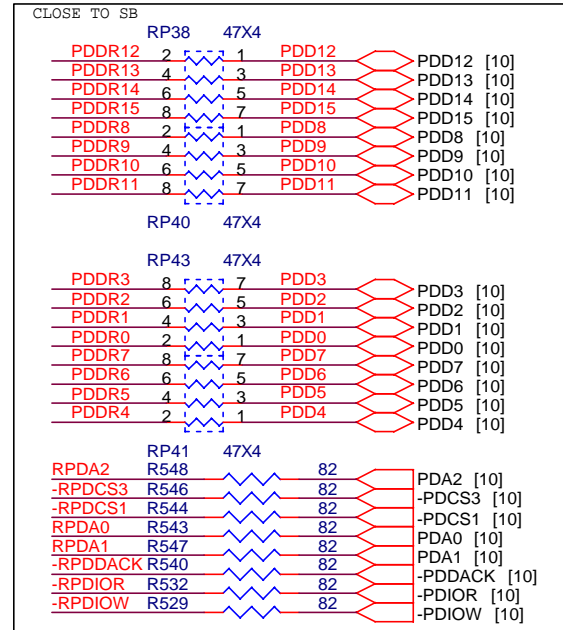 CLOSE TO SB
RP38 47X4
PDDR12 2 1 PDD12 PDD12 [10]
PDDR13 4 3 PDD13 PDD13 [10]
PDDR14 6 5 PDD14 PDD14 [10]
PDDR15 8 7 PDD15 PDD15 [10]
PDDR8 2 1 PDD8 PDD8 [10]
PDDR9 4 3 PDD9 PDD9 [10]
PDDR10 6 5 PDD10 PDD10 [10]
PDDR11 8 7 PDD11 PDD11 [10]
RP40 47X4
RP43 47X4
PDDR3 8 7 PDD3 PDD3 [10]
PDDR2 6 5 PDD2 PDD2 [10]
PDDR1 4 3 PDD1 PDD1 [10]
PDDR0 2 1 PDD0 PDD0 [10]
PDDR7 8 7 PDD7 PDD7 [10]
PDDR6 6 5 PDD6 PDD6 [10]
PDDR5 4 3 PDD5 PDD5 [10]
PDDR4 2 1 PDD4 PDD4 [10]
RP41 47X4
RPDA2 R548 82 PDA2 [10]
-RPDCS3 R546 82 -PDCS3 [10]
-RPDCS1 R544 82 -PDCS1 [10]
RPDA0 R543 82 PDA0 [10]
RPDA1 R547 82 PDA1 [10]
-RPDDACK R540 82 -PDDACK [10]
-RPDIOR R532 82 -PDIOR [10]
-RPDIOW R529 82 -PDIOW [10]